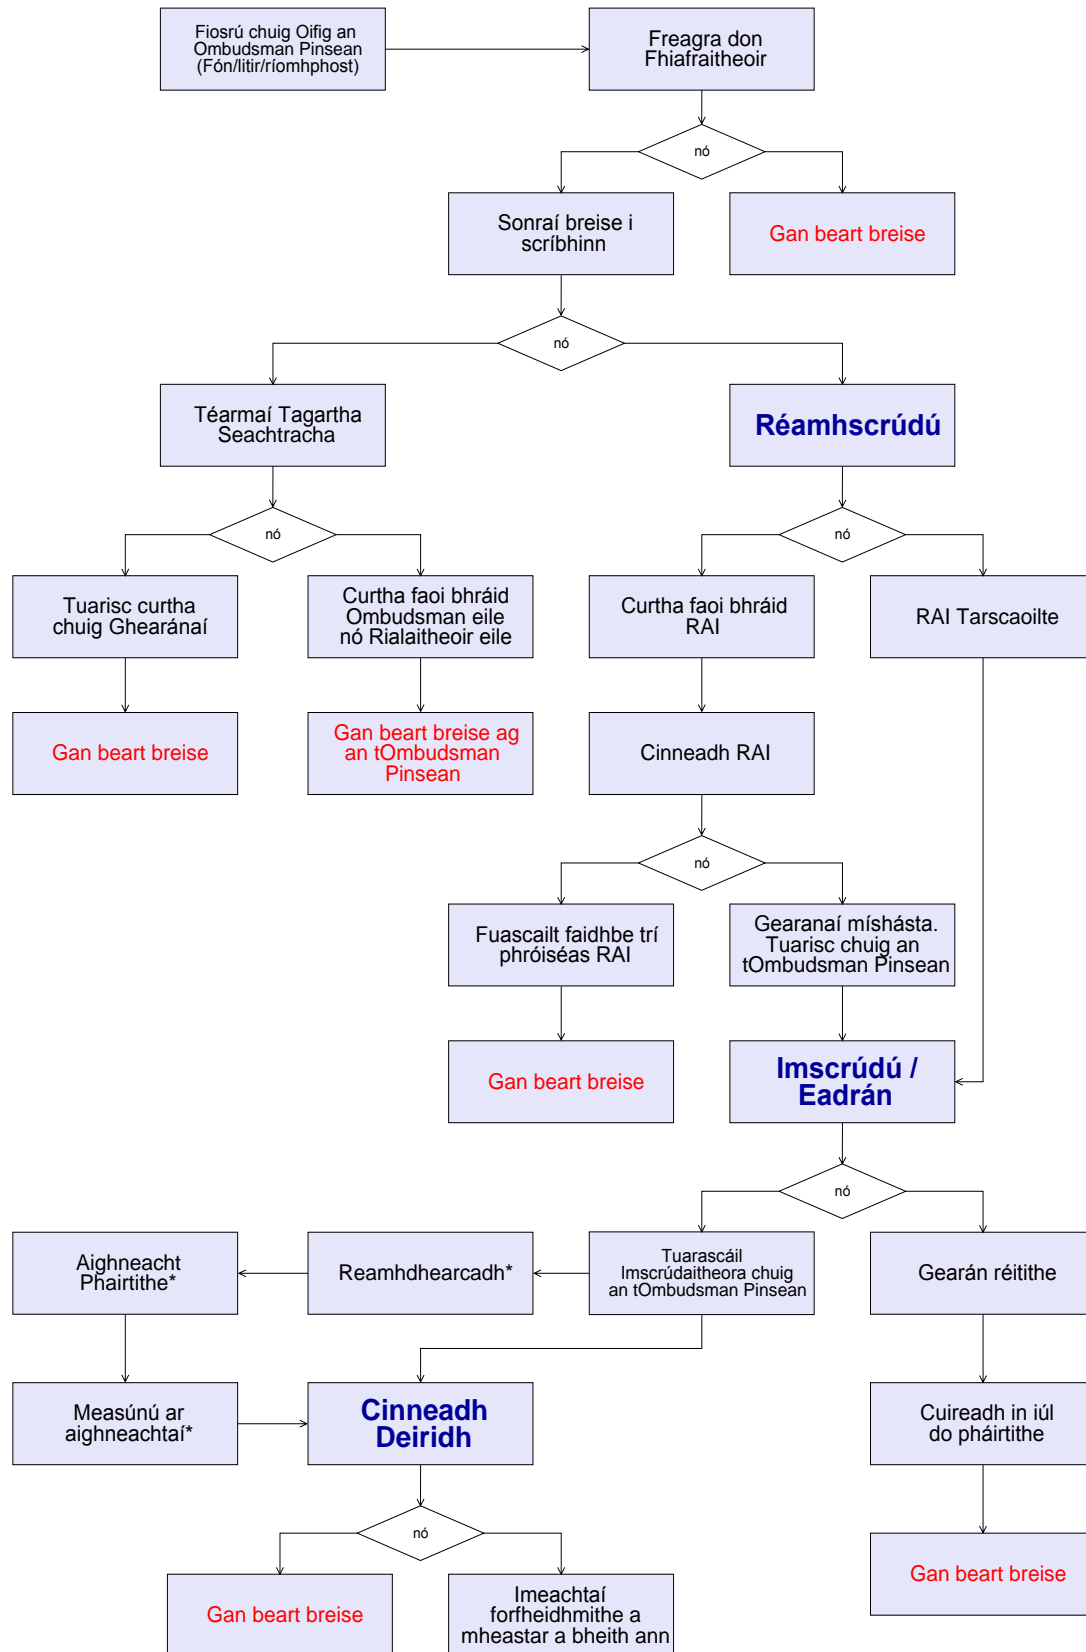 Fiosrú chuig Oifig an
Ombudsman Pinsean
(Fón/litir/ríomhphost)
Freagra don
Fhiafraitheoir
nó
Sonraí breise i
scríbhinn
Gan beart breise
nó
Téarmaí Tagartha
Seachtracha
Réamhscrúdú
nó
nó
Tuarisc curtha
chuig Ghearánaí
Curtha faoi bhráid
Ombudsman eile
nó Rialaitheoir eile
Curtha faoi bhráid
RAI
RAI Tarscaoilte
Gan beart breise
Gan beart breise ag
an tOmbudsman
Pinsean
Cinneadh RAI
nó
Fuascailt faidhbe trí
phróiséas RAI
Gearanaí míshásta.
Tuarisc chuig an
tOmbudsman Pinsean
Gan beart breise
Imscrúdú /
Eadrán
nó
Aighneacht
Phairtithe*
Reamhdhearcadh*
Tuarascáil
Imscrúdaitheora chuig
an tOmbudsman Pinsean
Gearán réitithe
Measúnú ar
aighneachtaí*
Cinneadh
Deiridh
Cuireadh in iúl
do pháirtithe
nó
Gan beart breise
Imeachtaí
forfheidhmithe a
mheastar a bheith ann
Gan beart breise